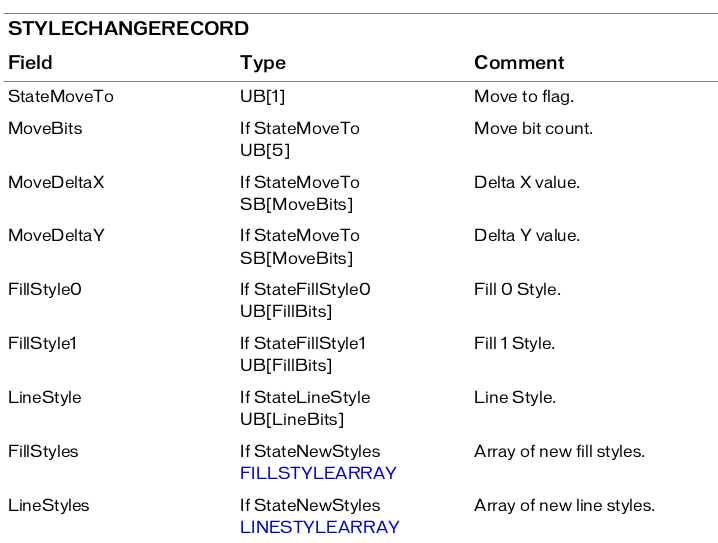 STYLECHANGERECORD
Field Type Comment
StateMoveTo UB[1] Move to flag.
MoveBits If StateMoveTo Move bit count.
UB[5]
MoveDeltaX If StateMoveTo Delta X value.
SB[MoveBits]
MoveDeltaY If StateMoveTo Delta Y value.
SB[MoveBits]
FillStyle0 If StateFillStyle0 Fill 0 Style.
UB[FillBits]
FillStyle1 If StateFillStyle1 Fill 1 Style.
UB[FillBits]
LineStyle If StateLineStyle Line Style.
UB[LineBits]
FillStyles If StateNewStyles Array of new fill styles.
FILLSTYLEARRAY
LineStyles If StateNewStyles Array of new line styles.
LINESTYLEARRAY